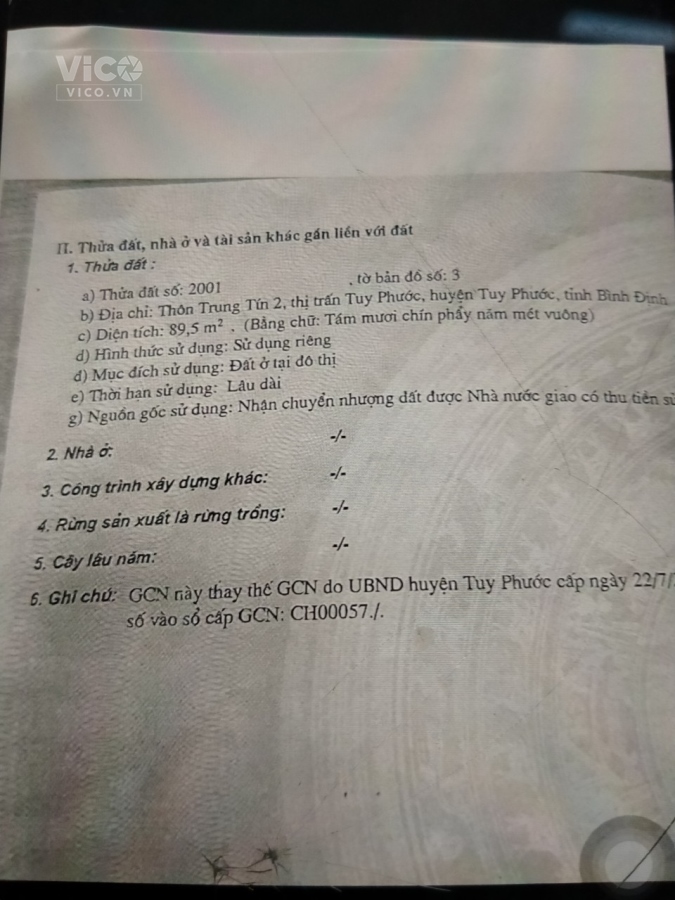 ViCO
VICO.VN
II. Thửa đất, nhà ở và tài sản khác gắn liền với đất
1. Thửa đất :
a) Thửa đất số: 2001 , tờ bản đồ số: 3
b) Địa chỉ: Thôn Trung Tín 2, thị trấn Tuy Phước, huyện Tuy Phước, tỉnh Bình Định
c) Diện tích: 89,5 m² . (Bằng chữ: Tám mươi chín phẩy năm mét vuông)
d) Hình thức sử dụng: Sử dụng riêng
đ) Mục đích sử dụng: Đất ở tại đô thị
e) Thời hạn sử dụng: Lâu dài
g) Nguồn gốc sử dụng: Nhận chuyển nhượng đất được Nhà nước giao có thu tiền
2. Nhà ở: -/-
3. Công trình xây dựng khác: -/-
4. Rừng sản xuất là rừng trồng: -/-
5. Cây lâu năm: -/-
6. Ghi chú: GCN này thay thế GCN do UBND huyện Tuy Phước cấp ngày 22/7/
số vào sổ cấp GCN: CH00057./.